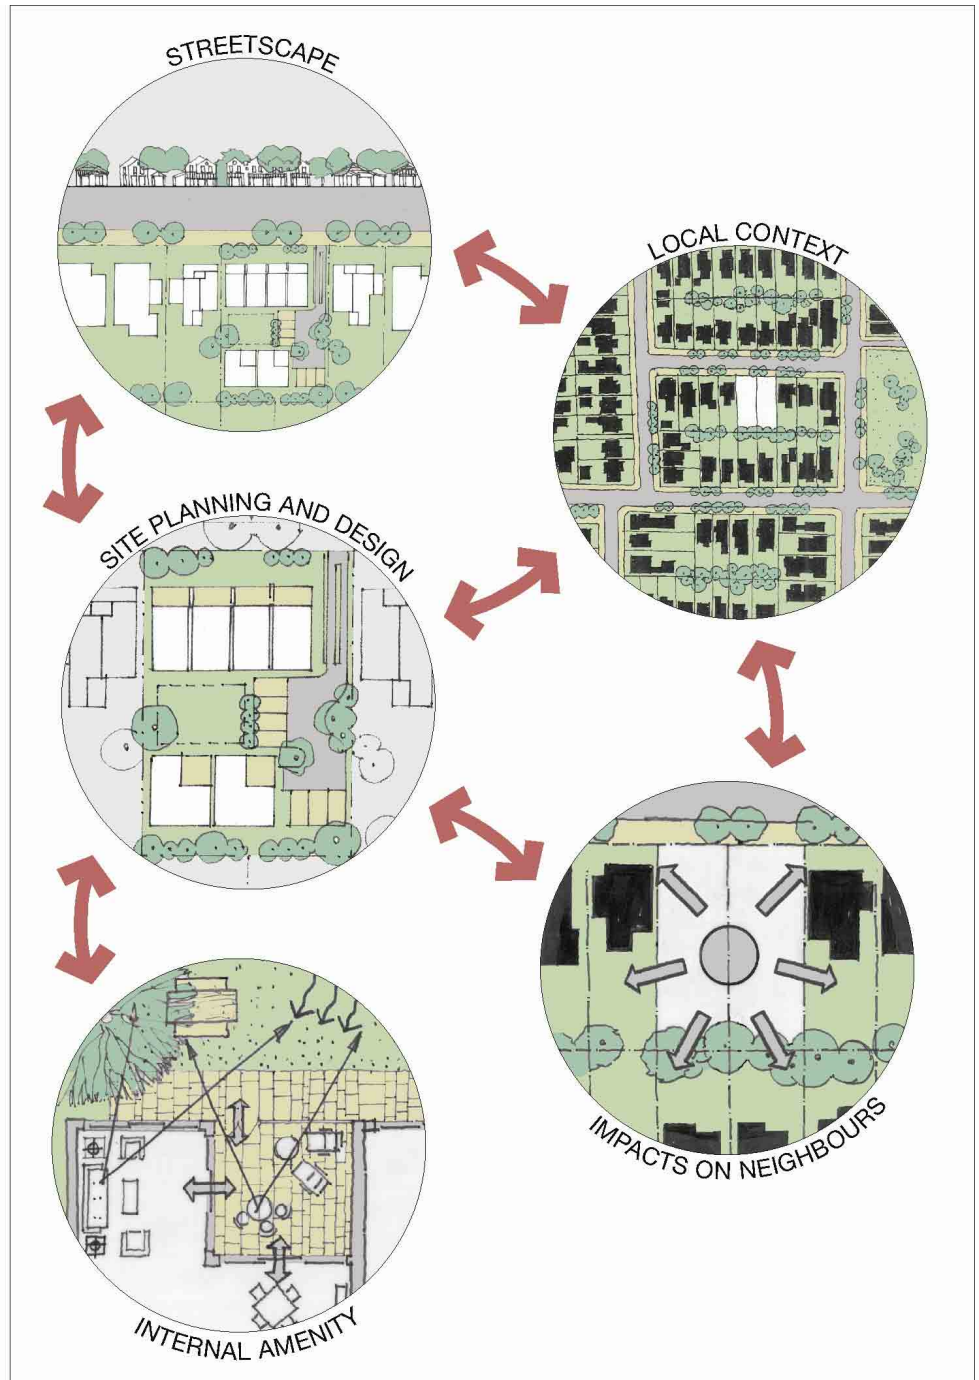 STREETSCAPE
LOCAL CONTEXT
SITE PLANNING AND DESIGN
IMPACTS ON NEIGHBOURS
INTERNAL AMENITY